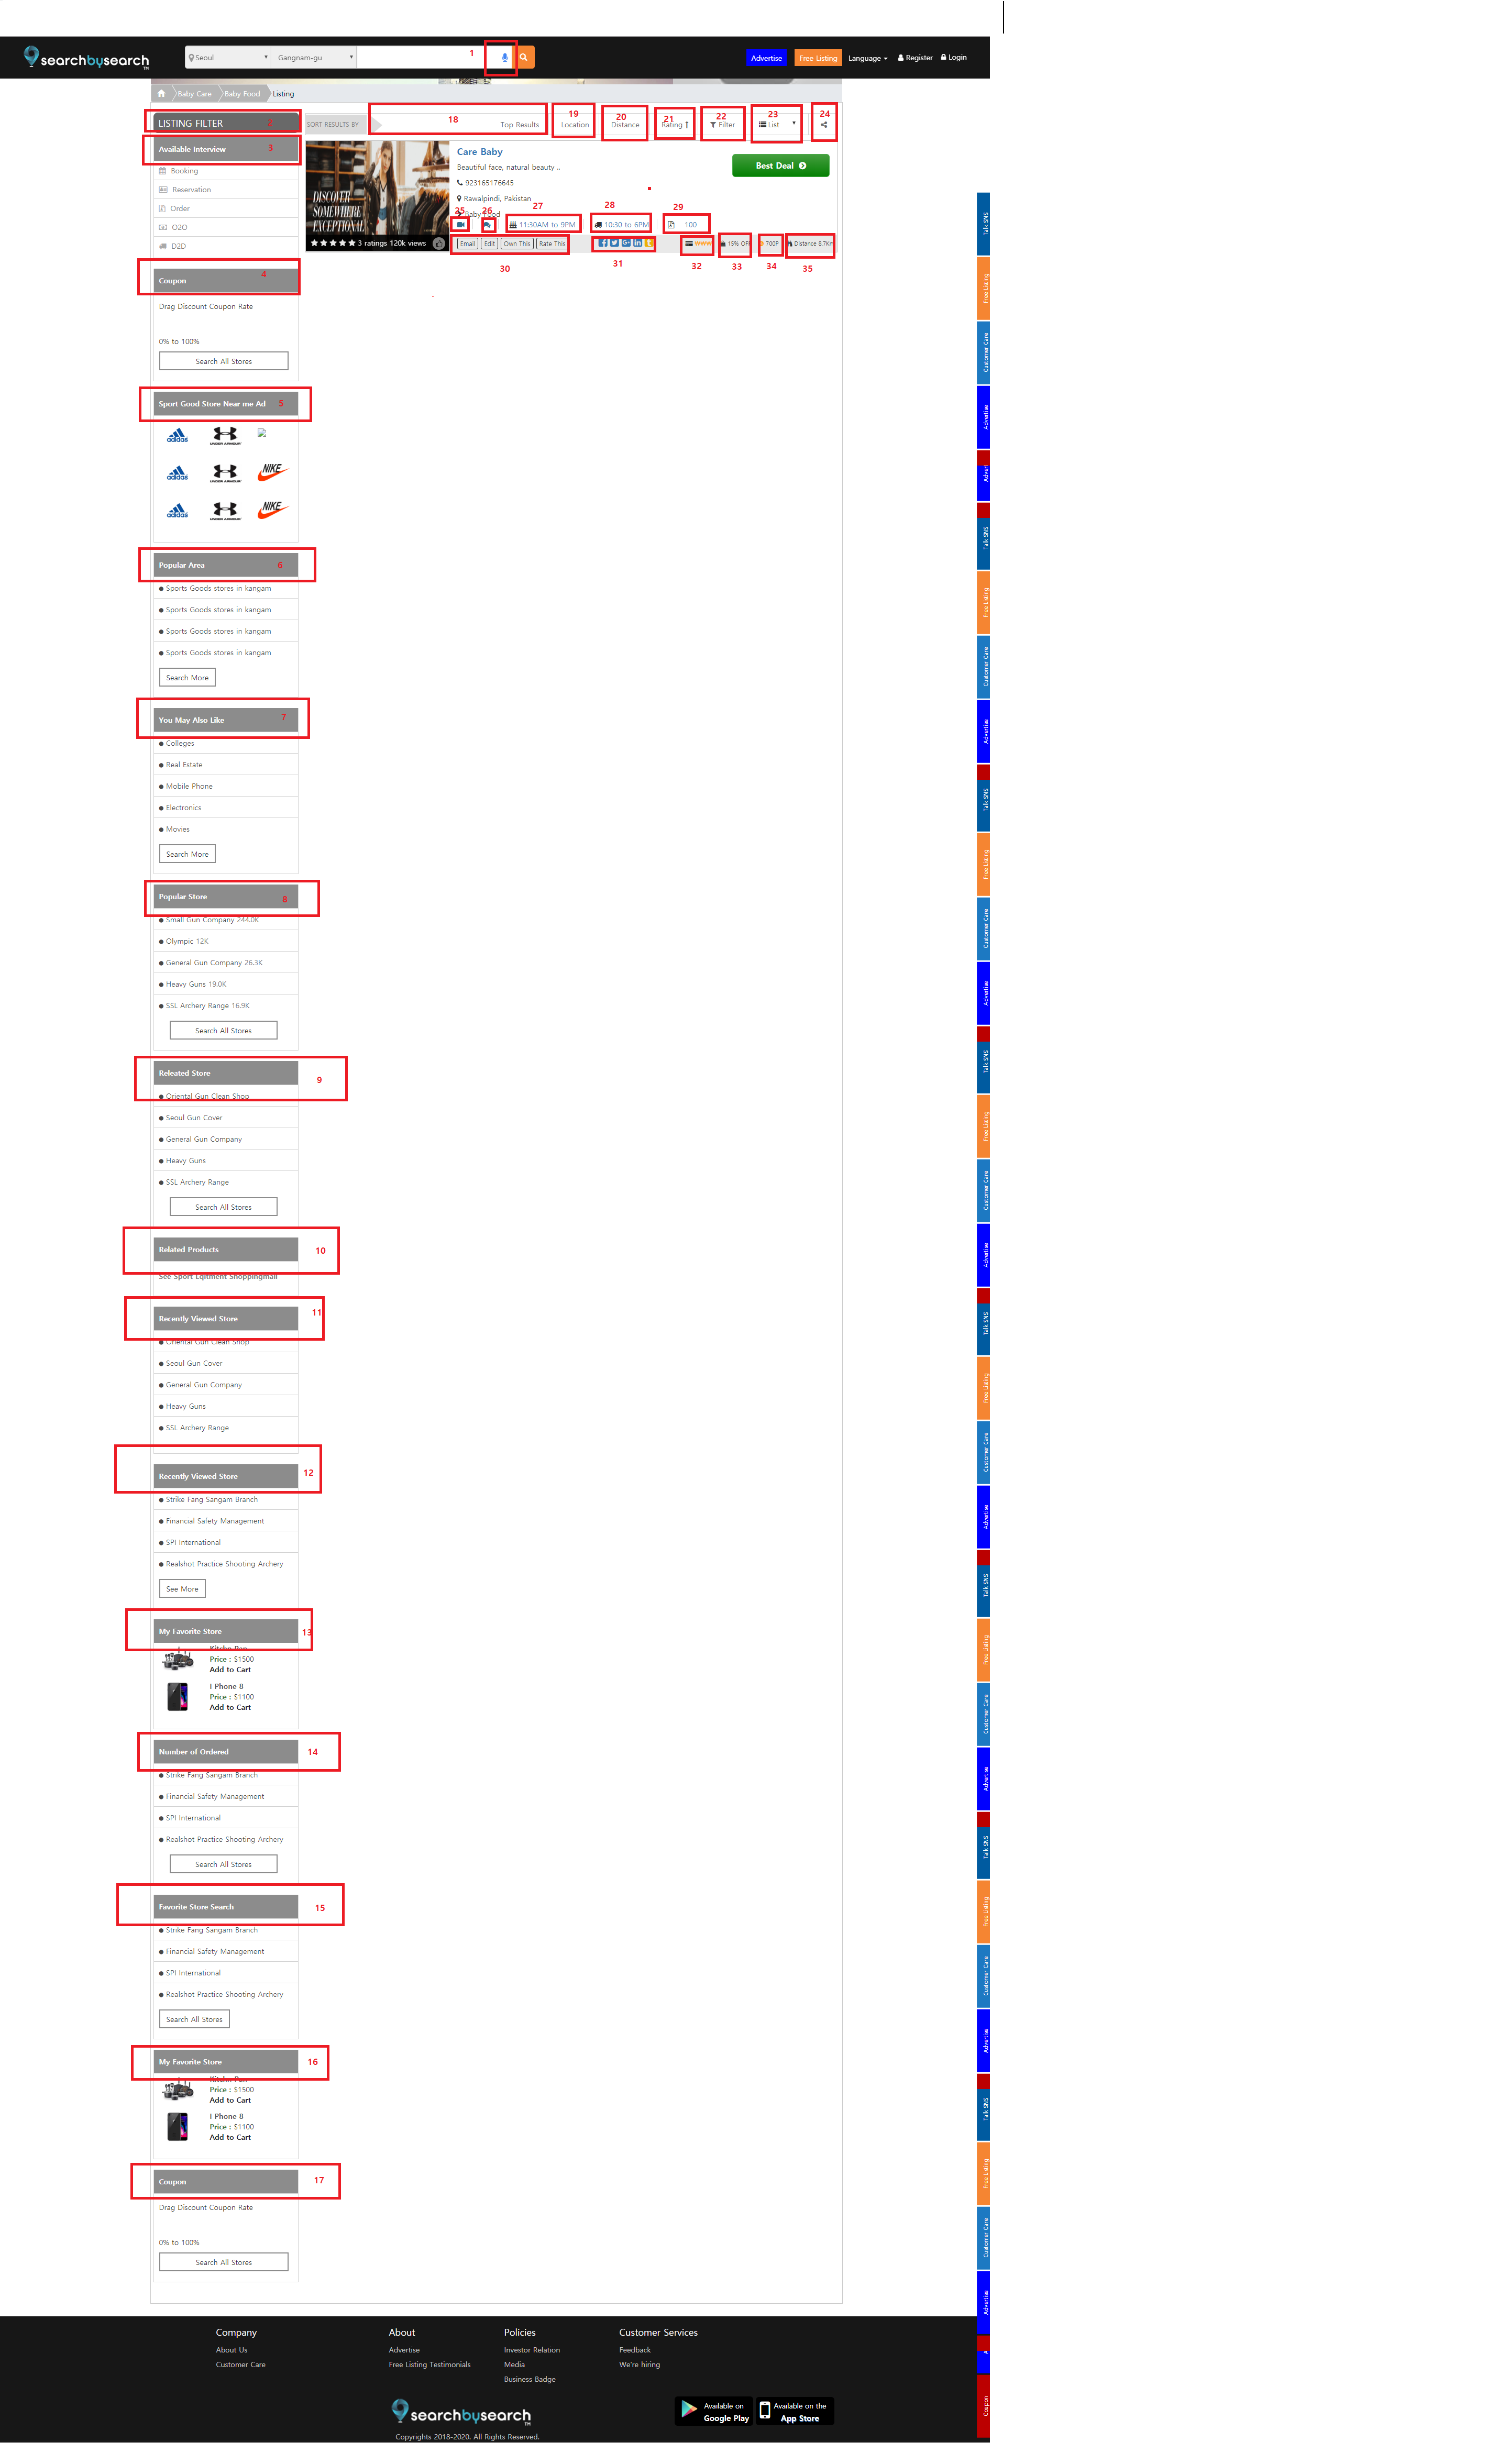 searchbysearch
TM
Seoul
Gangnam-gu
1
Advertise
Free Listing
Language
Register
Login
Baby Care
Baby Food
Listing
LISTING FILTER
2
SORT RESULTS BY
18
Top Results
19
Location
20
Distance
21
Rating
22
Filter
23
List
24
Available Interview
3
Booking
Reservation
Order
O2O
D2D
DISCOVER
SOMEWHERE
EXCEPTIONAL
3 ratings 120k views
Care Baby
Beautiful face, natural beauty ..
923165176645
Rawalpindi, Pakistan
Baby Food
Best Deal
25
26
27
28
29
11:30AM to 9PM
10:30 to 6PM
100
Email
Edit
Own This
Rate This
WWW
15% OFF
700P
Distance 8.7Km
30
31
32
33
34
35
4
Coupon
Drag Discount Coupon Rate
0% to 100%
Search All Stores
Sport Good Store Near me Ad
5
adidas
UNDER ARMOUR
adidas
UNDER ARMOUR
NIKE
adidas
UNDER ARMOUR
NIKE
Popular Area
6
Sports Goods stores in kangam
Sports Goods stores in kangam
Sports Goods stores in kangam
Sports Goods stores in kangam
Search More
You May Also Like
7
Colleges
Real Estate
Mobile Phone
Electronics
Movies
Search More
Popular Store
8
Small Gun Company 244.0K
Olympic 12K
General Gun Company 26.3K
Heavy Guns 19.0K
SSL Archery Range 16.9K
Search All Stores
Releated Store
9
Oriental Gun Clean Shop
Seoul Gun Cover
General Gun Company
Heavy Guns
SSL Archery Range
Search All Stores
Related Products
10
See Sport Eqitment Shoppingmall
Recently Viewed Store
11
Oriental Gun Clean Shop
Seoul Gun Cover
General Gun Company
Heavy Guns
SSL Archery Range
Recently Viewed Store
12
Strike Fang Sangam Branch
Financial Safety Management
SPI International
Realshot Practice Shooting Archery
See More
My Favorite Store
13
Kitchn Pan
Price : $1500
Add to Cart
I Phone 8
Price : $1100
Add to Cart
Number of Ordered
14
Strike Fang Sangam Branch
Financial Safety Management
SPI International
Realshot Practice Shooting Archery
Search All Stores
Favorite Store Search
15
Strike Fang Sangam Branch
Financial Safety Management
SPI International
Realshot Practice Shooting Archery
Search All Stores
My Favorite Store
16
Kitchn Pan
Price : $1500
Add to Cart
I Phone 8
Price : $1100
Add to Cart
Coupon
17
Drag Discount Coupon Rate
0% to 100%
Search All Stores
Talk SNS
Free Listing
Customer Care
Advertise
Advert
Talk SNS
Free Listing
Customer Care
Advertise
Talk SNS
Free Listing
Customer Care
Advertise
Talk SNS
Free Listing
Customer Care
Advertise
Talk SNS
Free Listing
Customer Care
Advertise
Talk SNS
Free Listing
Customer Care
Advertise
Talk SNS
Free Listing
Customer Care
Advertise
Talk SNS
Free Listing
Customer Care
Advertise
A
Coupon
Company
About Us
Customer Care
About
Advertise
Free Listing Testimonials
Policies
Investor Relation
Media
Business Badge
Customer Services
Feedback
We're hiring
searchbysearch
TM
Copyrights 2018-2020. All Rights Reserved.
Available on
Google Play
Available on the
App Store